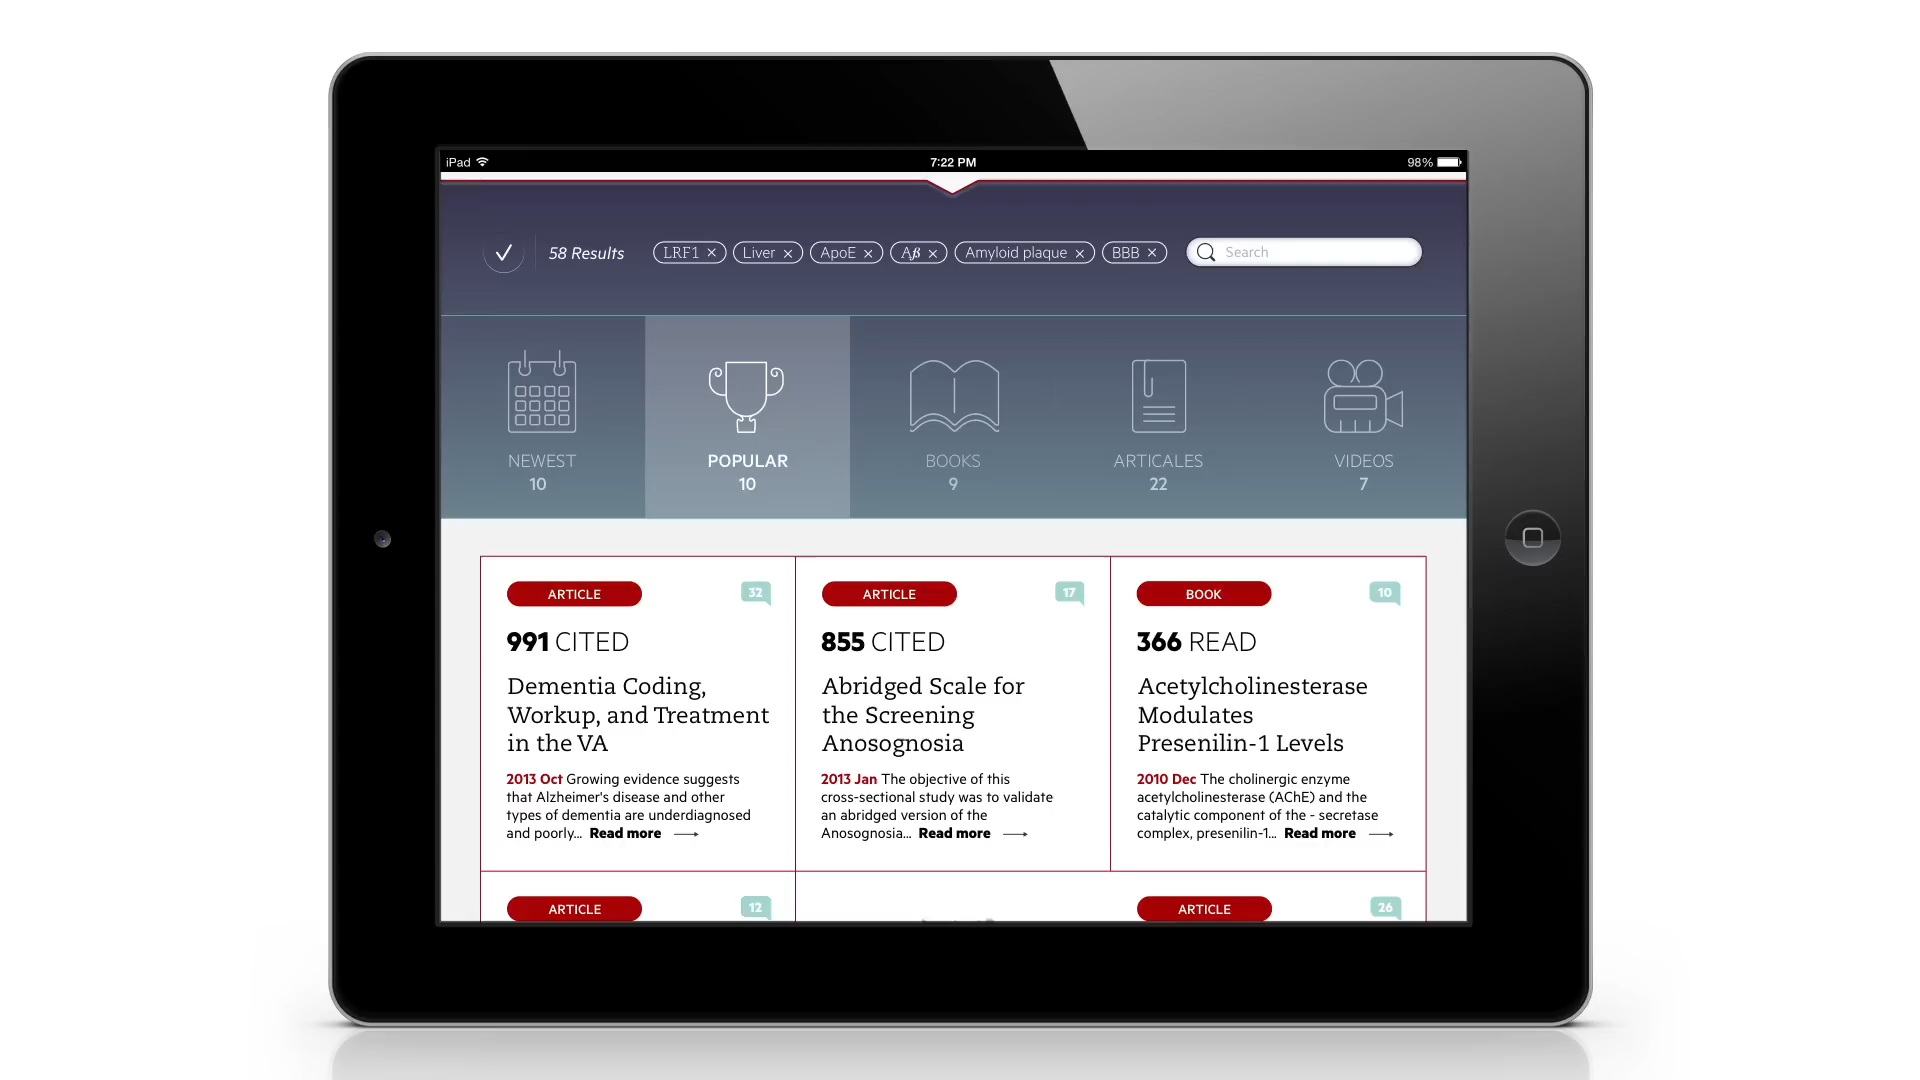 iPad
7:22 PM
98%
58 Results
LRF1 ×
Liver ×
ApoE ×
Aß ×
Amyloid plaque ×
BBB ×
Search
NEWEST
10
POPULAR
10
BOOKS
9
ARTICALES
22
VIDEOS
7
ARTICLE
32
991 CITED
Dementia Coding,
Workup, and Treatment
in the VA
2013 Oct Growing evidence suggests
that Alzheimer's disease and other
types of dementia are underdiagnosed
and poorly... Read more
ARTICLE
17
855 CITED
Abridged Scale for
the Screening
Anosognosia
2013 Jan The objective of this
cross-sectional study was to validate
an abridged version of the
Anosognosia... Read more
BOOK
10
366 READ
Acetylcholinesterase
Modulates
Presenilin-1 Levels
2010 Dec The cholinergic enzyme
acetylcholinesterase (AChE) and the
catalytic component of the - secretase
complex, presenilin-1... Read more
ARTICLE
12
ARTICLE
26